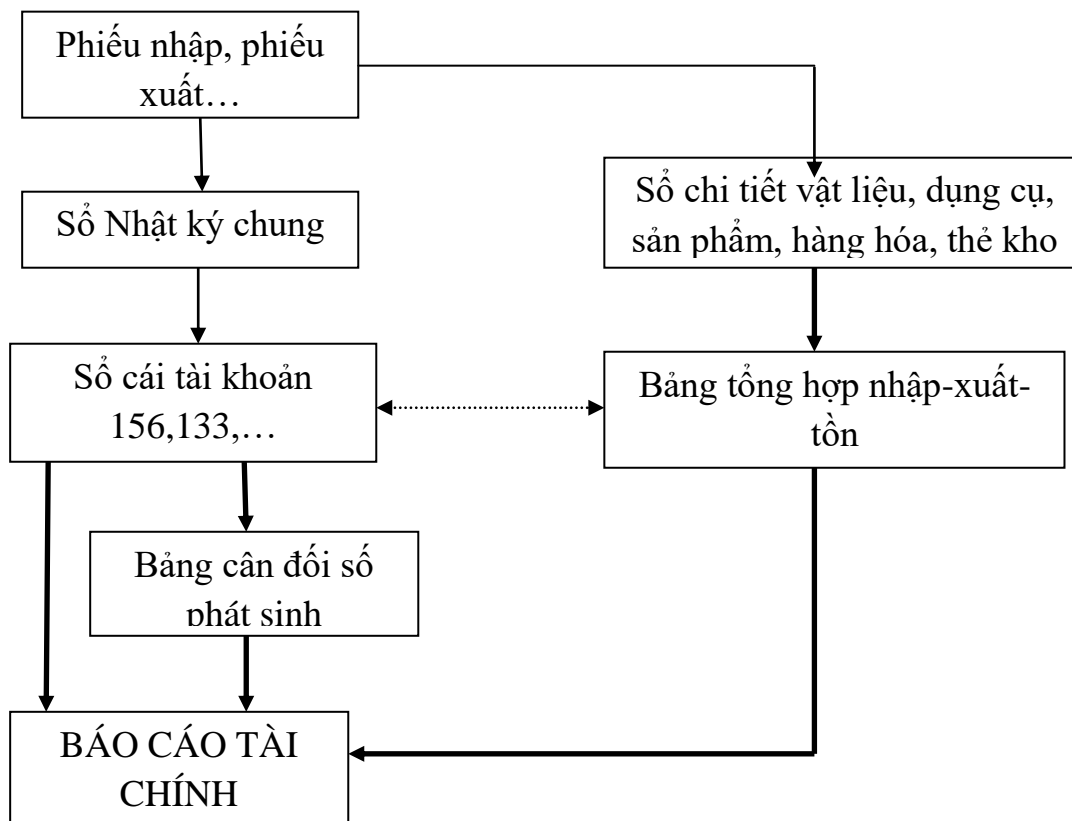 Phiếu nhập, phiếu
xuất…
Sổ Nhật ký chung
Sổ chi tiết vật liệu, dụng cụ,
sản phẩm, hàng hóa, thẻ kho
Sổ cái tài khoản
156,133,…
Bảng tổng hợp nhập-xuất-
tồn
Bảng cân đối số
phát sinh
BÁO CÁO TÀI
CHÍNH